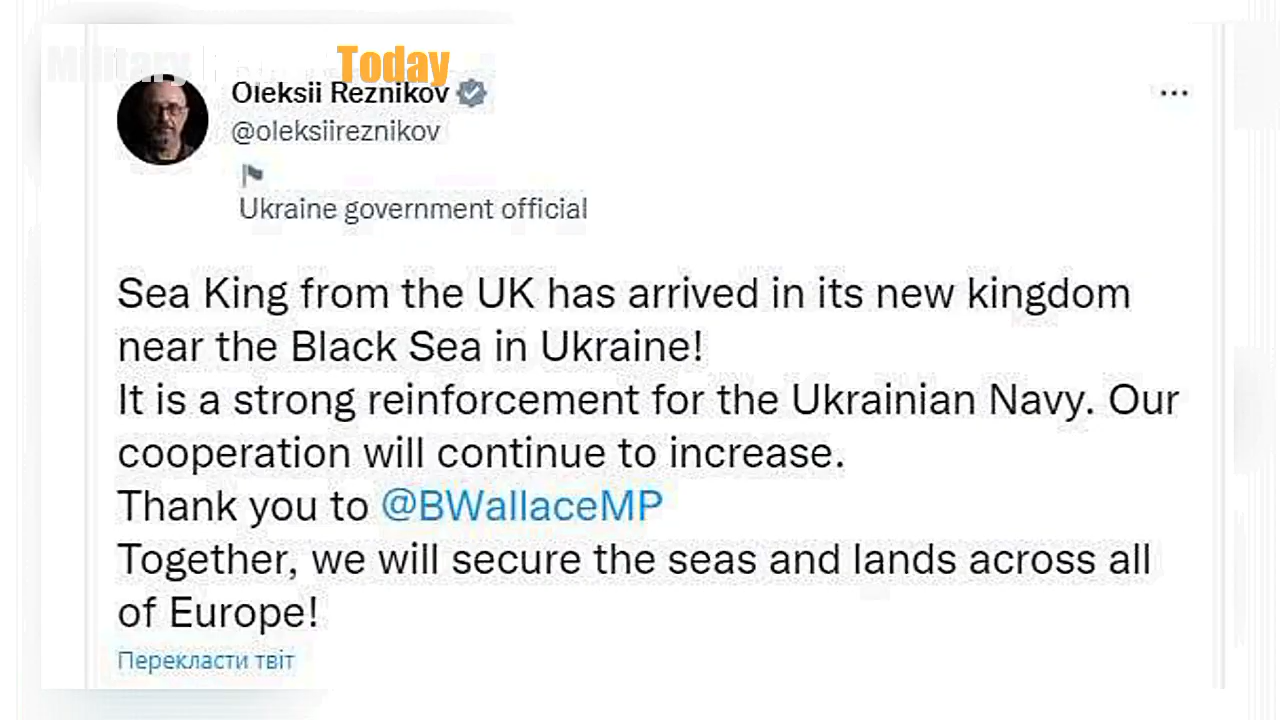 Military Today
Oleksii Reznikov
@oleksiireznikov
Ukraine government official
Sea King from the UK has arrived in its new kingdom
near the Black Sea in Ukraine!
It is a strong reinforcement for the Ukrainian Navy. Our
cooperation will continue to increase.
Thank you to @BWallaceMP
Together, we will secure the seas and lands across all
of Europe!
Перекласти твіт